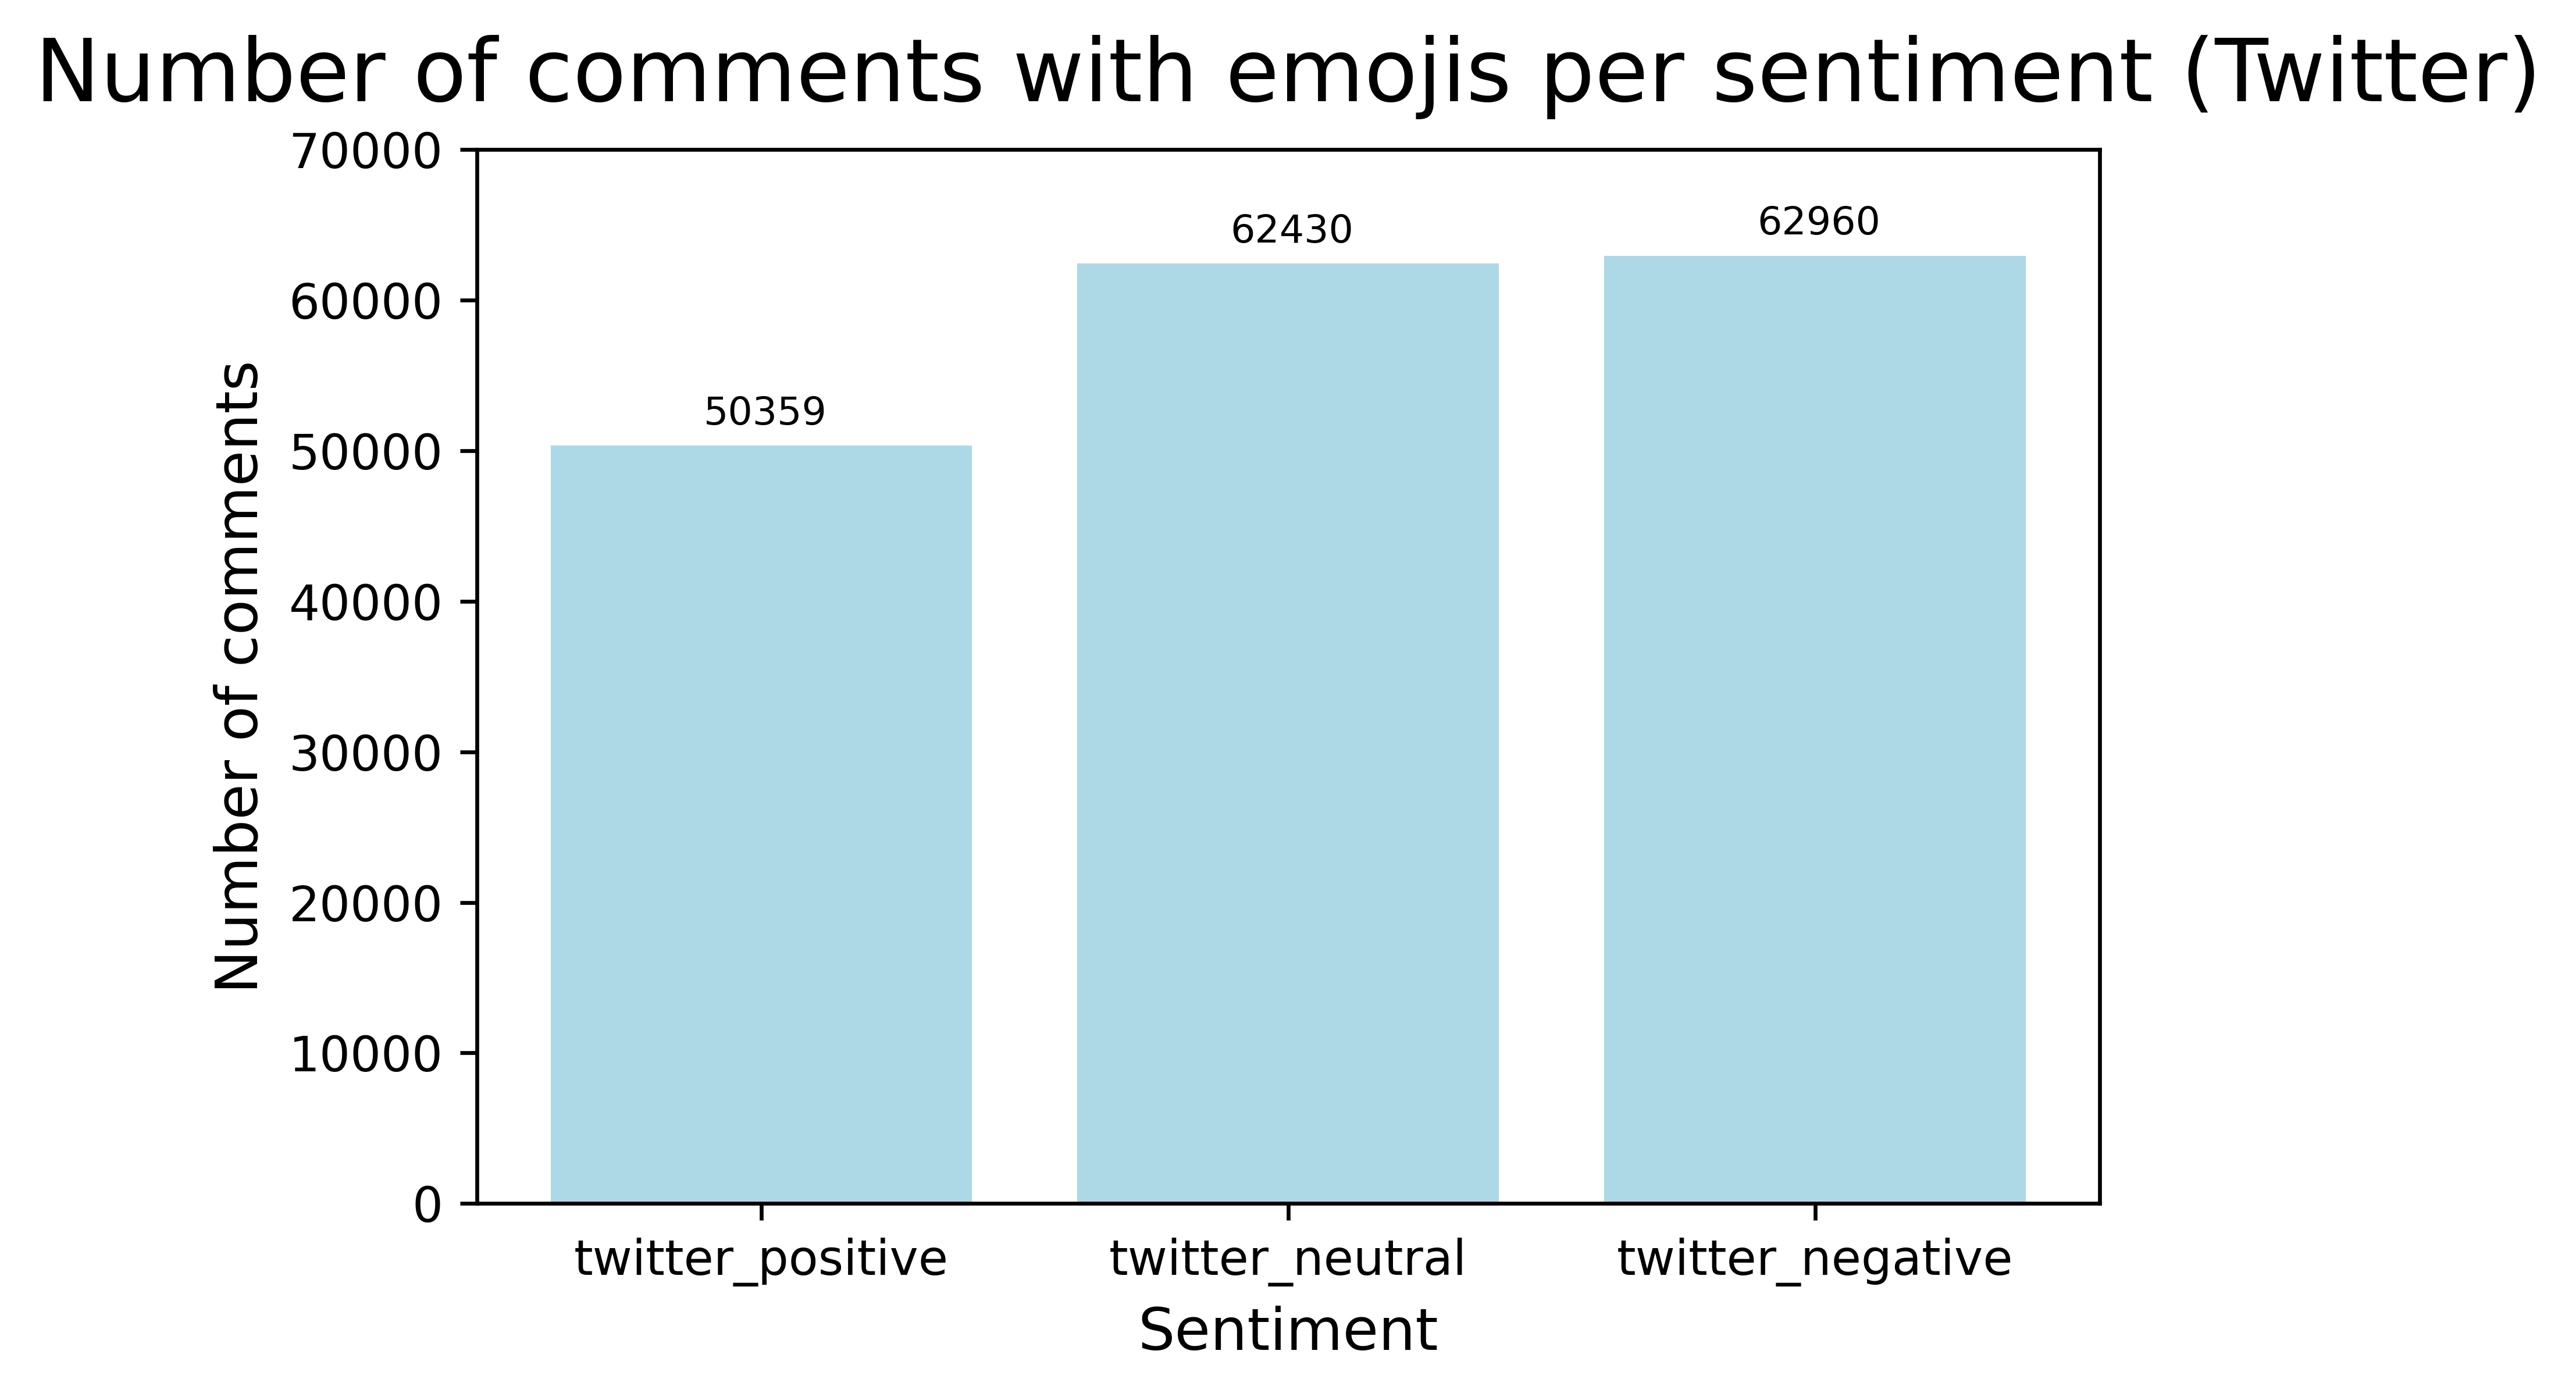 Number of comments with emojis per sentiment (Twitter)
Number of comments
70000
60000
50000
40000
30000
20000
10000
0
50359
62430
62960
twitter_positive
twitter_neutral
twitter_negative
Sentiment